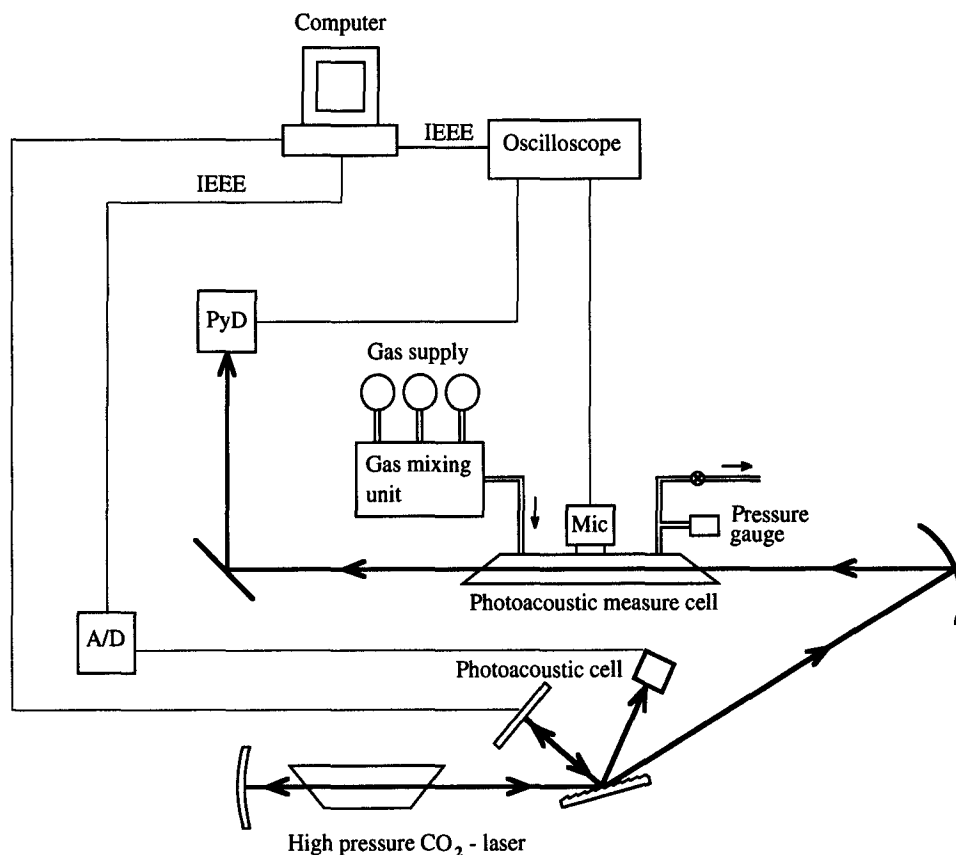 Computer
IEEE
Oscilloscope
IEEE
PyD
Gas supply
Gas mixing
unit
Mic
Pressure
gauge
Photoacoustic measure cell
A/D
Photoacoustic cell
High pressure CO₂ - laser